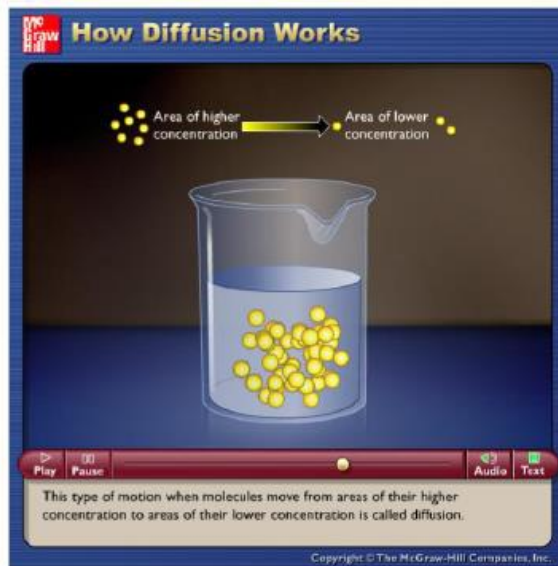 Mc
Graw
Hill
How Diffusion Works
Area of higher
concentration
Area of lower
concentration
Play
Pause
Audio
Text
This type of motion when molecules move from areas of their higher
concentration to areas of their lower concentration is called diffusion.
Copyright © The McGraw-Hill Companies, Inc.